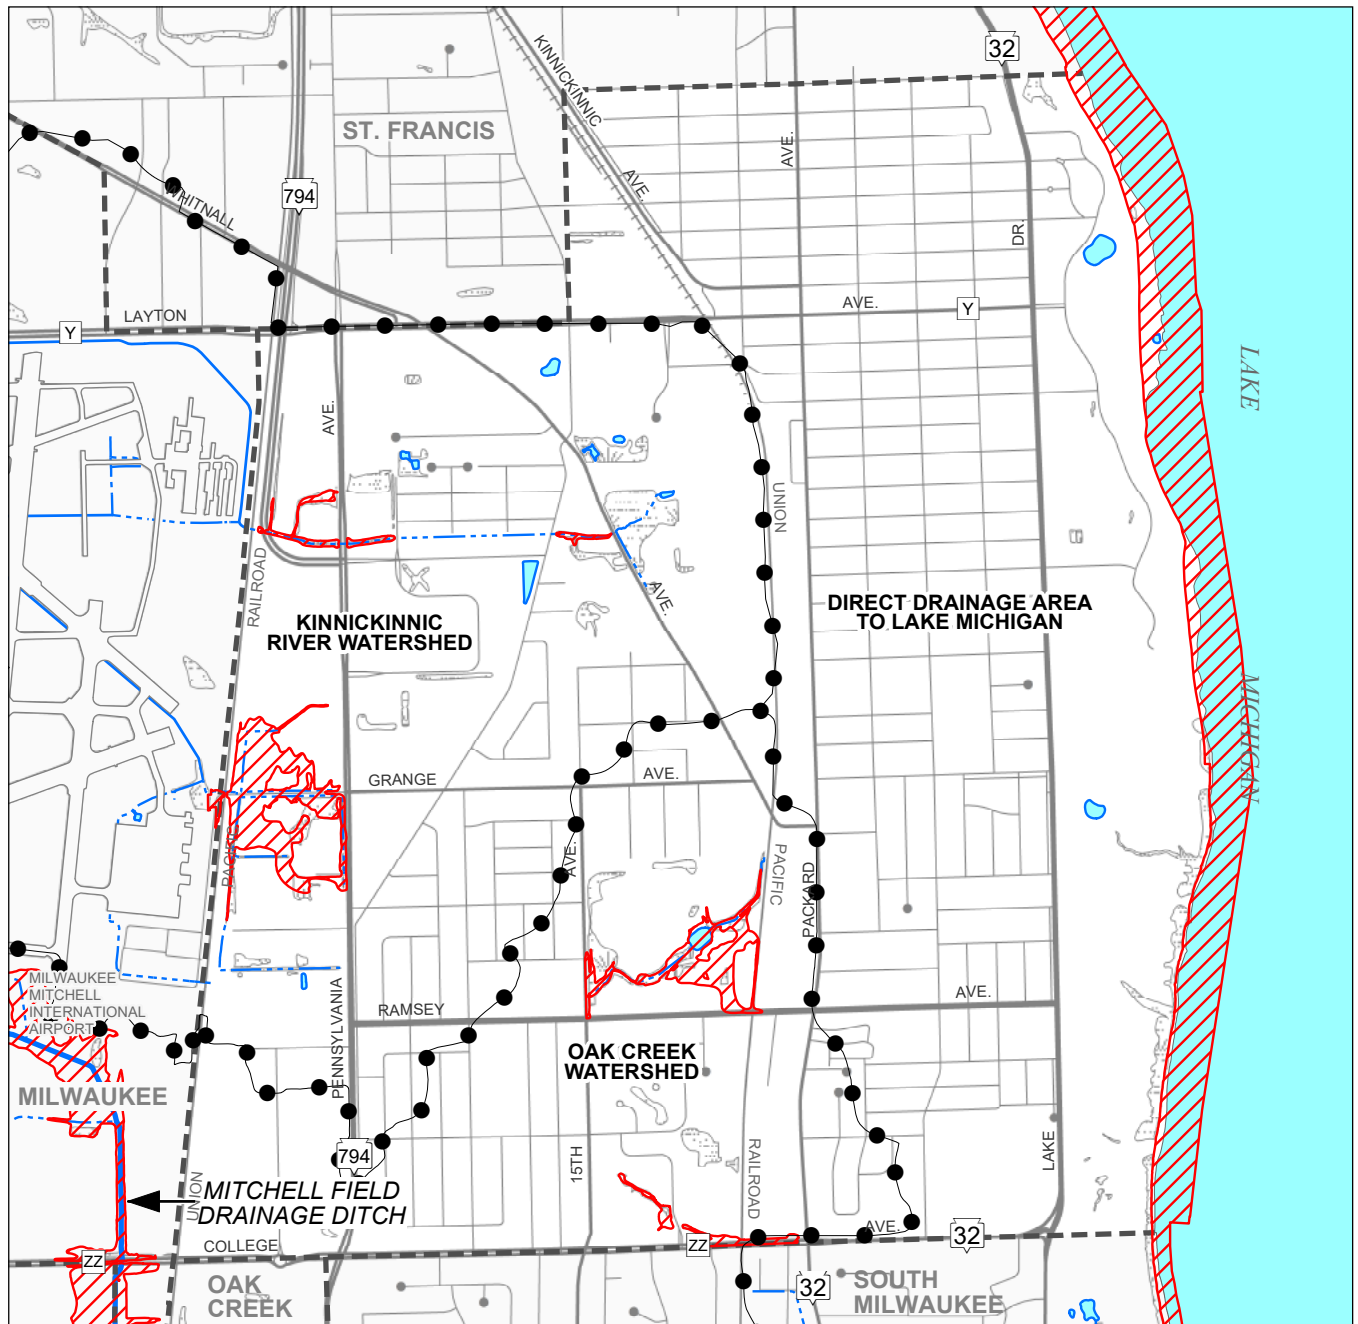 32
KINNICKINNIC
AVE.
ST. FRANCIS
AVE.
794
WHITNALL
DR.
LAYTON
AVE.
Y
Y
LAKE
AVE.
UNION
RAILROAD
AVE.
KINNICKINNIC
RIVER WATERSHED
DIRECT DRAINAGE AREA
TO LAKE MICHIGAN
MICHIGAN
GRANGE
AVE.
PACIFIC
AVE.
PACIFIC
PACKARD
MILWAUKEE
MITCHELL
INTERNATIONAL
AIRPORT
PENNSYLVANIA
RAMSEY
AVE.
OAK CREEK
WATERSHED
MILWAUKEE
794
15TH
RAILROAD
LAKE
UNION
MITCHELL FIELD
DRAINAGE DITCH
COLLEGE
AVE.
ZZ
ZZ
32
OAK
CREEK
32
SOUTH
MILWAUKEE